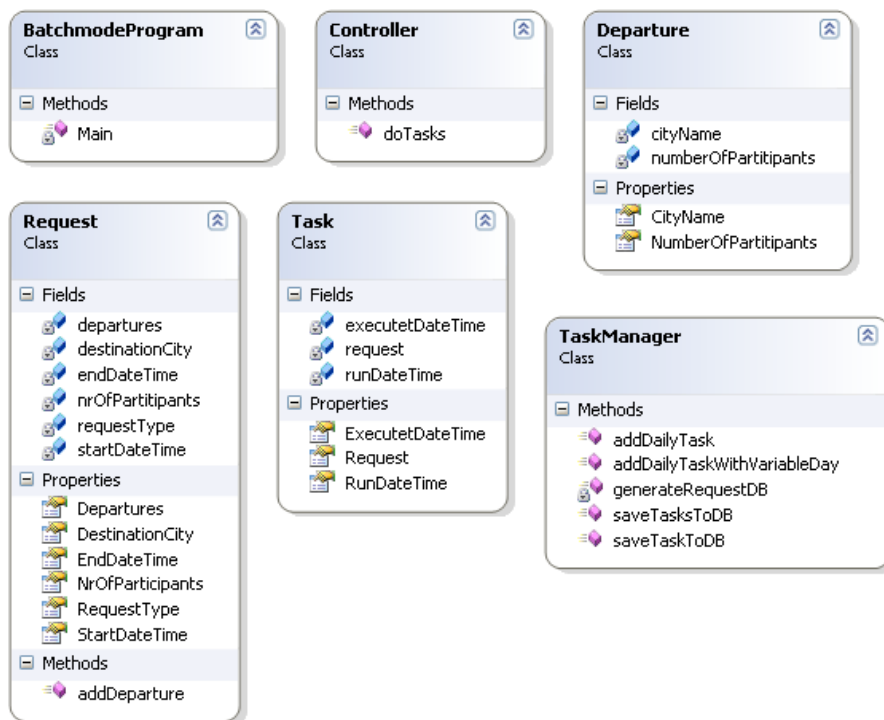 BatchmodeProgram
Class
Methods
Main
Controller
Class
Methods
doTasks
Departure
Class
Fields
cityName
numberOfPartitipants
Properties
CityName
NumberOfPartitipants
Request
Class
Fields
departures
destinationCity
endDateTime
nrOfPartitipants
requestType
startDateTime
Properties
Departures
DestinationCity
EndDateTime
NrOfParticipants
RequestType
StartDateTime
Methods
addDeparture
Task
Class
Fields
executetDateTime
request
runDateTime
Properties
ExecutetDateTime
Request
RunDateTime
TaskManager
Class
Methods
addDailyTask
addDailyTaskWithVariableDay
generateRequestDB
saveTasksToDB
saveTaskToDB